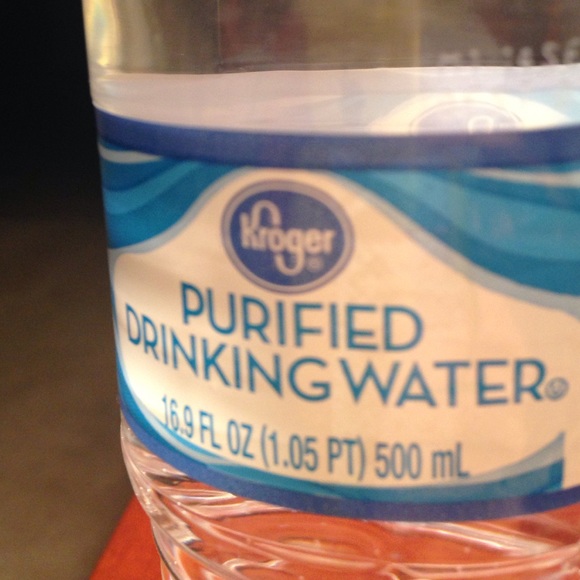 Kroger
PURIFIED
DRINKING WATER
16.9 FL OZ (1.05 PT) 500 mL